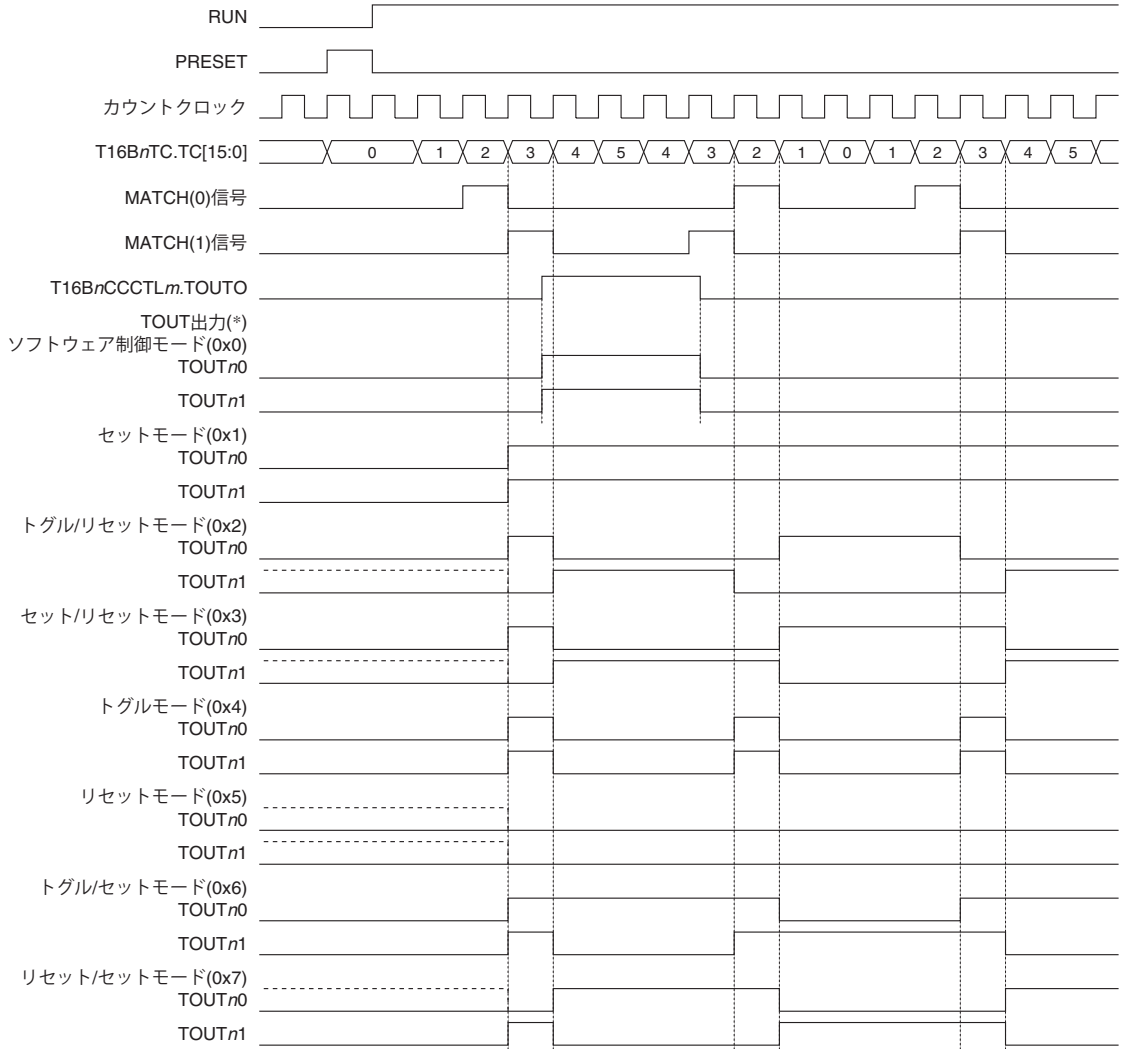 RUN
PRESET
カウントクロック
T16BnTC.TC[15:0] 0 1 2 3 4 5 4 3 2 1 0 1 2 3 4 5
MATCH(0)信号
MATCH(1)信号
T16BnCCCTLm.TOUTO
TOUT出力(*)
ソフトウェア制御モード(0x0)
TOUTn0
TOUTn1
セットモード(0x1)
TOUTn0
TOUTn1
トグル/リセットモード(0x2)
TOUTn0
TOUTn1
セット/リセットモード(0x3)
TOUTn0
TOUTn1
トグルモード(0x4)
TOUTn0
TOUTn1
リセットモード(0x5)
TOUTn0
TOUTn1
トグル/セットモード(0x6)
TOUTn0
TOUTn1
リセット/セットモード(0x7)
TOUTn0
TOUTn1